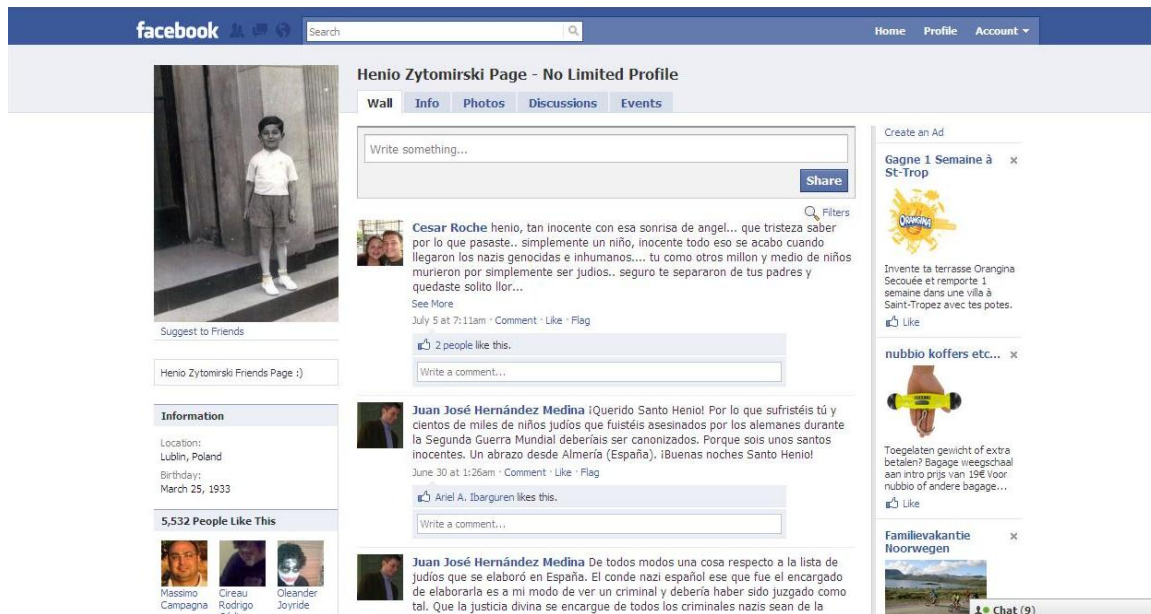 facebook
Search
Home Profile Account
Henio Zytomirski Page - No Limited Profile
Wall Info Photos Discussions Events
Write something...
Share
Filters
Suggest to Friends
Henio Zytomirski Friends Page :)
Information
Location:
Lublin, Poland
Birthday:
March 25, 1933
5,532 People Like This
Massimo Campagna
Cireau Rodrigo
Oleander Joyride
Cesar Roche henio, tan inocente con esa sonrisa de angel... que tristeza saber
por lo que pasaste.. simplemente un niño, inocente todo eso se acabo cuando
llegaron los nazis genocidas e inhumanos.... tu como otros millon y medio de niños
murieron por simplemente ser judios.. seguro te separaron de tus padres y
quedaste solito llor...
See More
July 5 at 7:11am · Comment · Like · Flag
2 people like this.
Write a comment...
Juan José Hernández Medina ¡Querido Santo Henio! Por lo que sufristéis tú y
cientos de miles de niños judíos que fuistéis asesinados por los alemanes durante
la Segunda Guerra Mundial deberíais ser canonizados. Porque sois unos santos
inocentes. Un abrazo desde Almería (España). ¡Buenas noches Santo Henio!
June 30 at 1:26am · Comment · Like · Flag
Ariel A. Ibarguren likes this.
Write a comment...
Juan José Hernández Medina De todos modos una cosa respecto a la lista de
judíos que se elaboró en España. El conde nazi español ese que fue el encargado
de elaborarla es a mi modo de ver un criminal y debería haber sido juzgado como
tal. Que la justicia divina se encargue de todos los criminales nazis sean de la
Create an Ad
Gagne 1 Semaine à
St-Trop
ORANGINA
Invente ta terrasse Orangina
Secouée et remporte 1
semaine dans une villa à
Saint-Tropez avec tes potes.
Like
nubbio koffers etc...
Toegelaten gewicht of extra
betalen? Bagage weegschaal
aan intro prijs van 19€ Voor
nubbio of andere bagage...
Like
Familievakantie
Noorwegen
Chat (9)